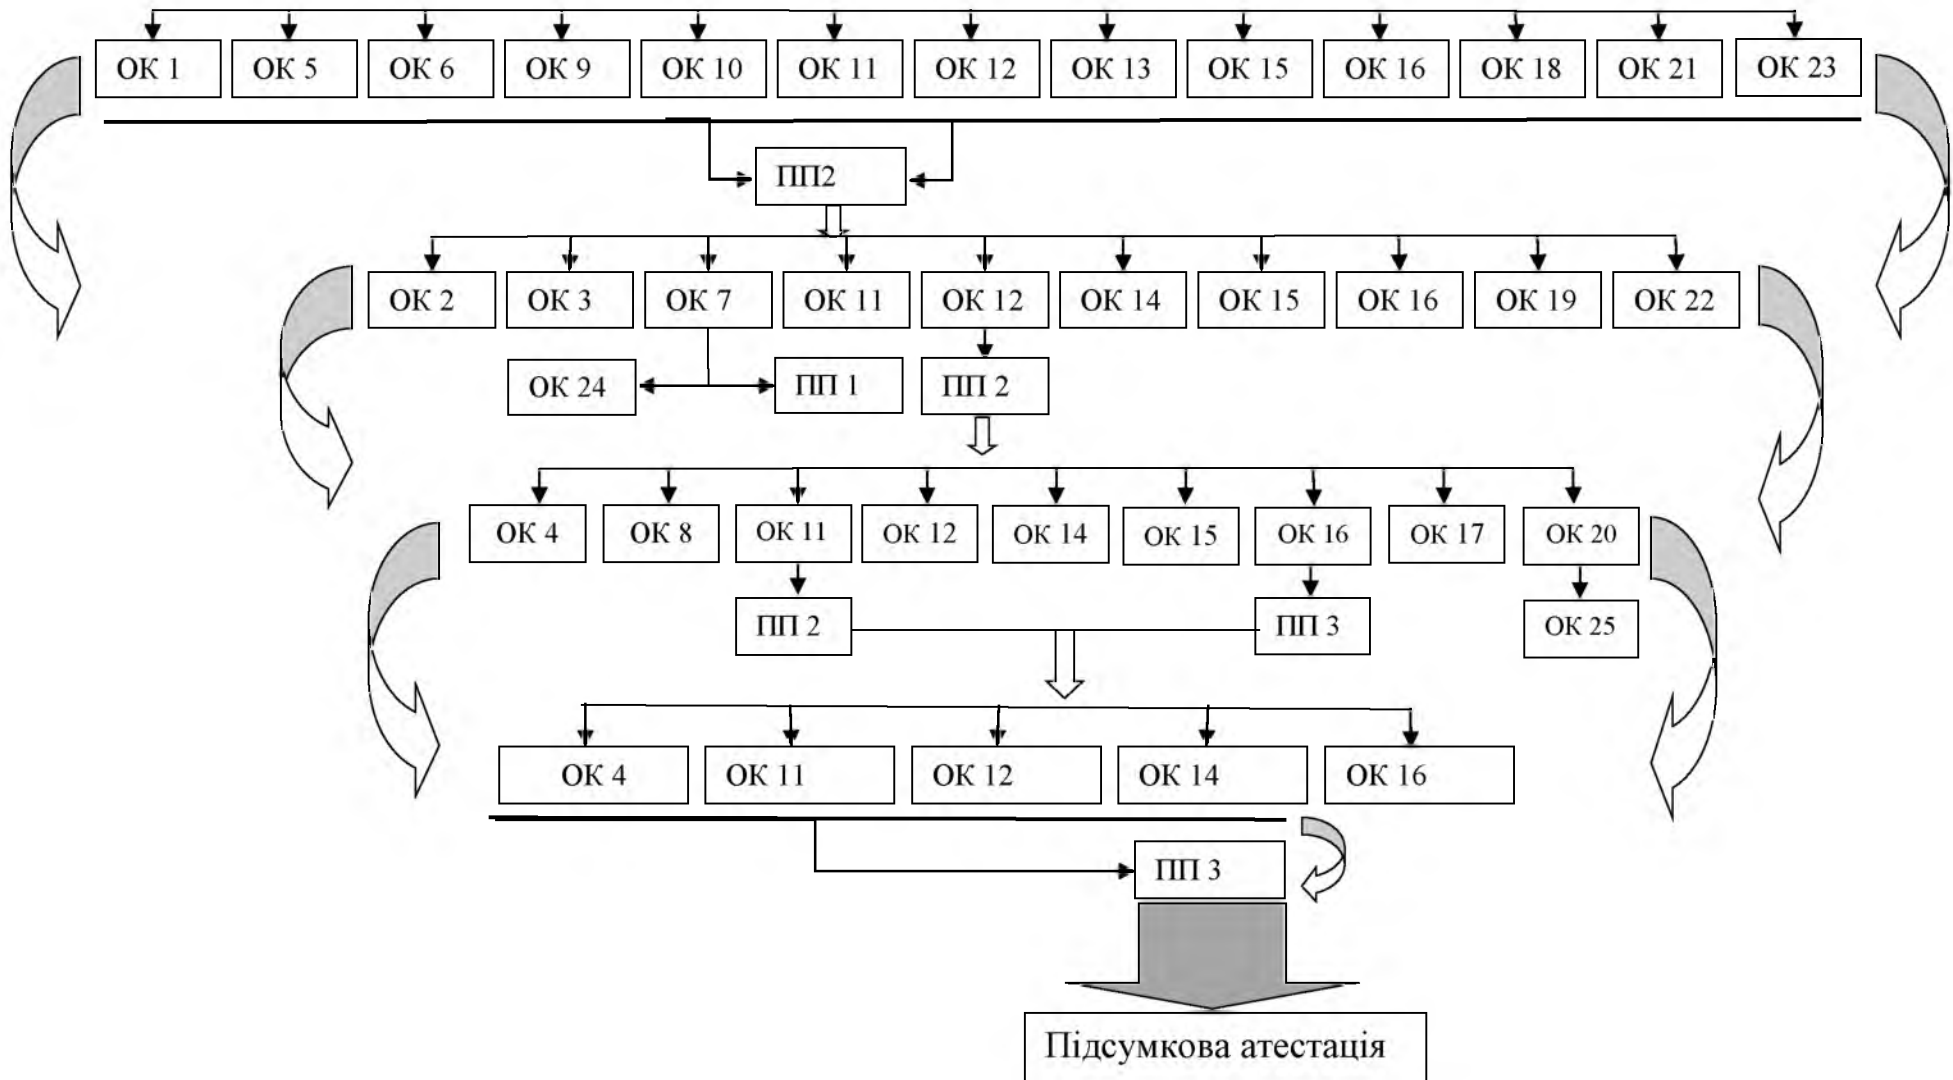 ОК 1 ОК 5 ОК 6 ОК 9 ОК 10 ОК 11 ОК 12 ОК 13 ОК 15 ОК 16 ОК 18 ОК 21 ОК 23
ПП2
ОК 2 ОК 3 ОК 7 ОК 11 ОК 12 ОК 14 ОК 15 ОК 16 ОК 19 ОК 22
ОК 24 ПП 1 ПП 2
ОК 4 ОК 8 ОК 11 ОК 12 ОК 14 ОК 15 ОК 16 ОК 17 ОК 20
ПП 2 ПП 3 ОК 25
ОК 4 ОК 11 ОК 12 ОК 14 ОК 16
ПП 3
Підсумкова атестація